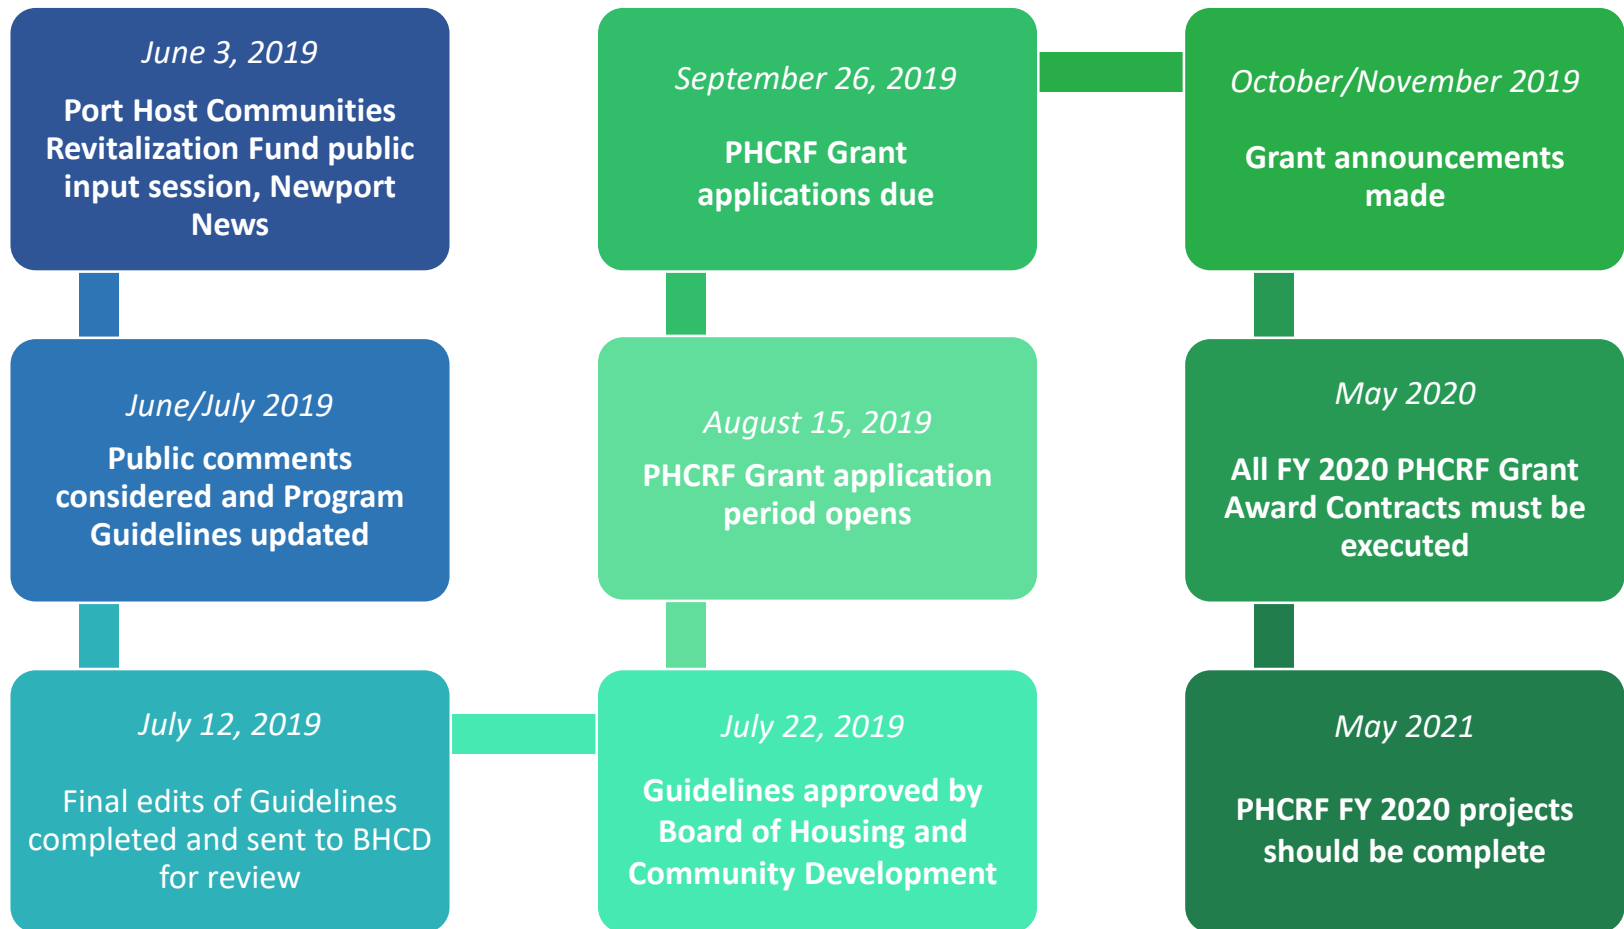 June 3, 2019
Port Host Communities
Revitalization Fund public
input session, Newport
News
June/July 2019
Public comments
considered and Program
Guidelines updated
July 12, 2019
Final edits of Guidelines
completed and sent to BHCD
for review
July 22, 2019
Guidelines approved by
Board of Housing and
Community Development
August 15, 2019
PHCRF Grant application
period opens
September 26, 2019
PHCRF Grant
applications due
October/November 2019
Grant announcements
made
May 2020
All FY 2020 PHCRF Grant
Award Contracts must be
executed
May 2021
PHCRF FY 2020 projects
should be complete